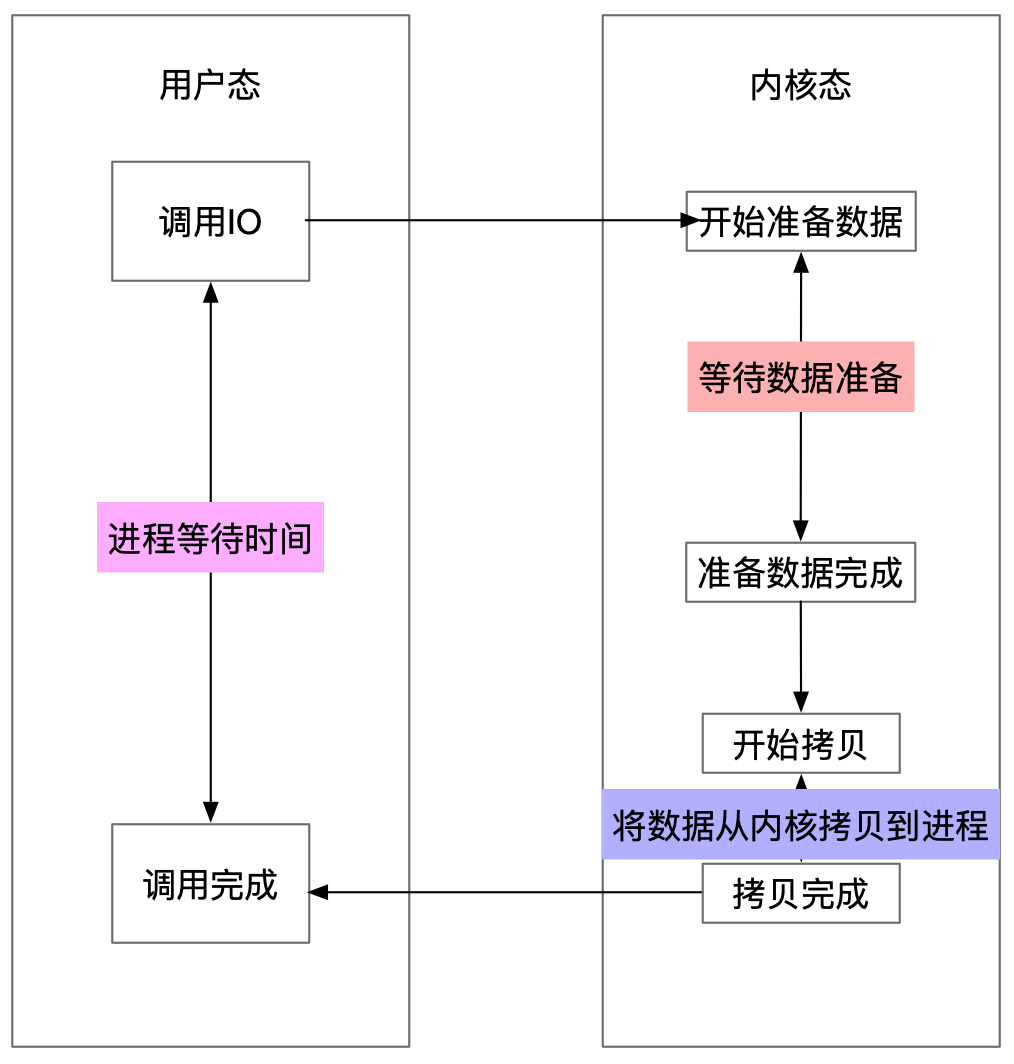 用户态
内核态
调用IO
开始准备数据
等待数据准备
进程等待时间
准备数据完成
开始拷贝
将数据从内核拷贝到进程
调用完成
拷贝完成